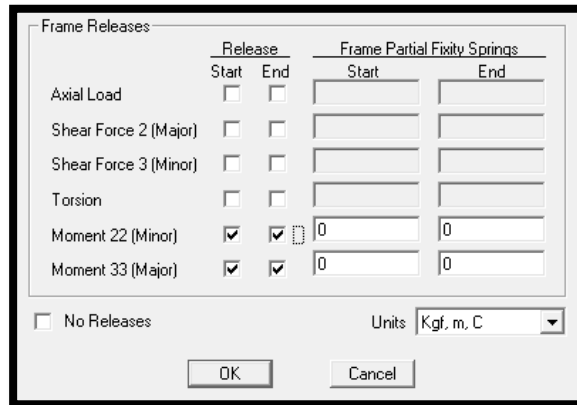 Frame Releases
Release Frame Partial Fixity Springs
Start End Start End
Axial Load
Shear Force 2 (Major)
Shear Force 3 (Minor)
Torsion
Moment 22 (Minor) 0 0
Moment 33 (Major) 0 0
No Releases Units Kgf, m, C
OK Cancel